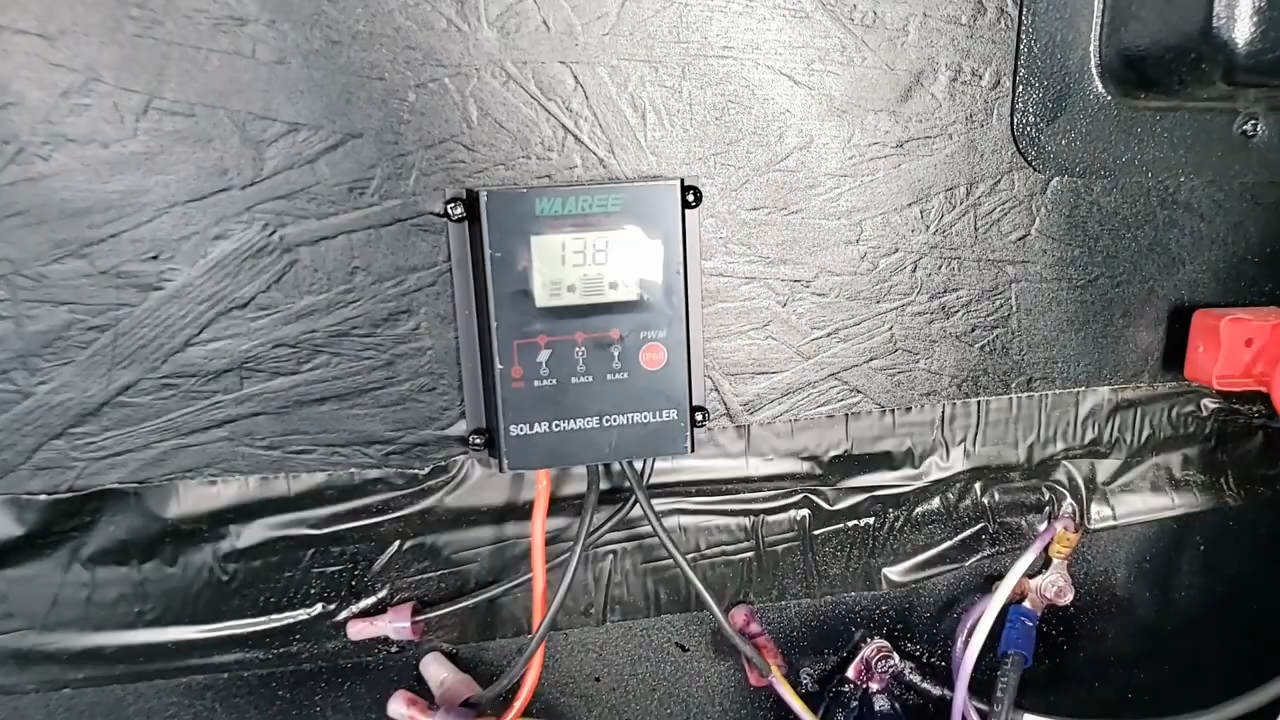 WAAREE
13.8
PWM
IP68
BLACK
BLACK
BLACK
SOLAR CHARGE CONTROLLER